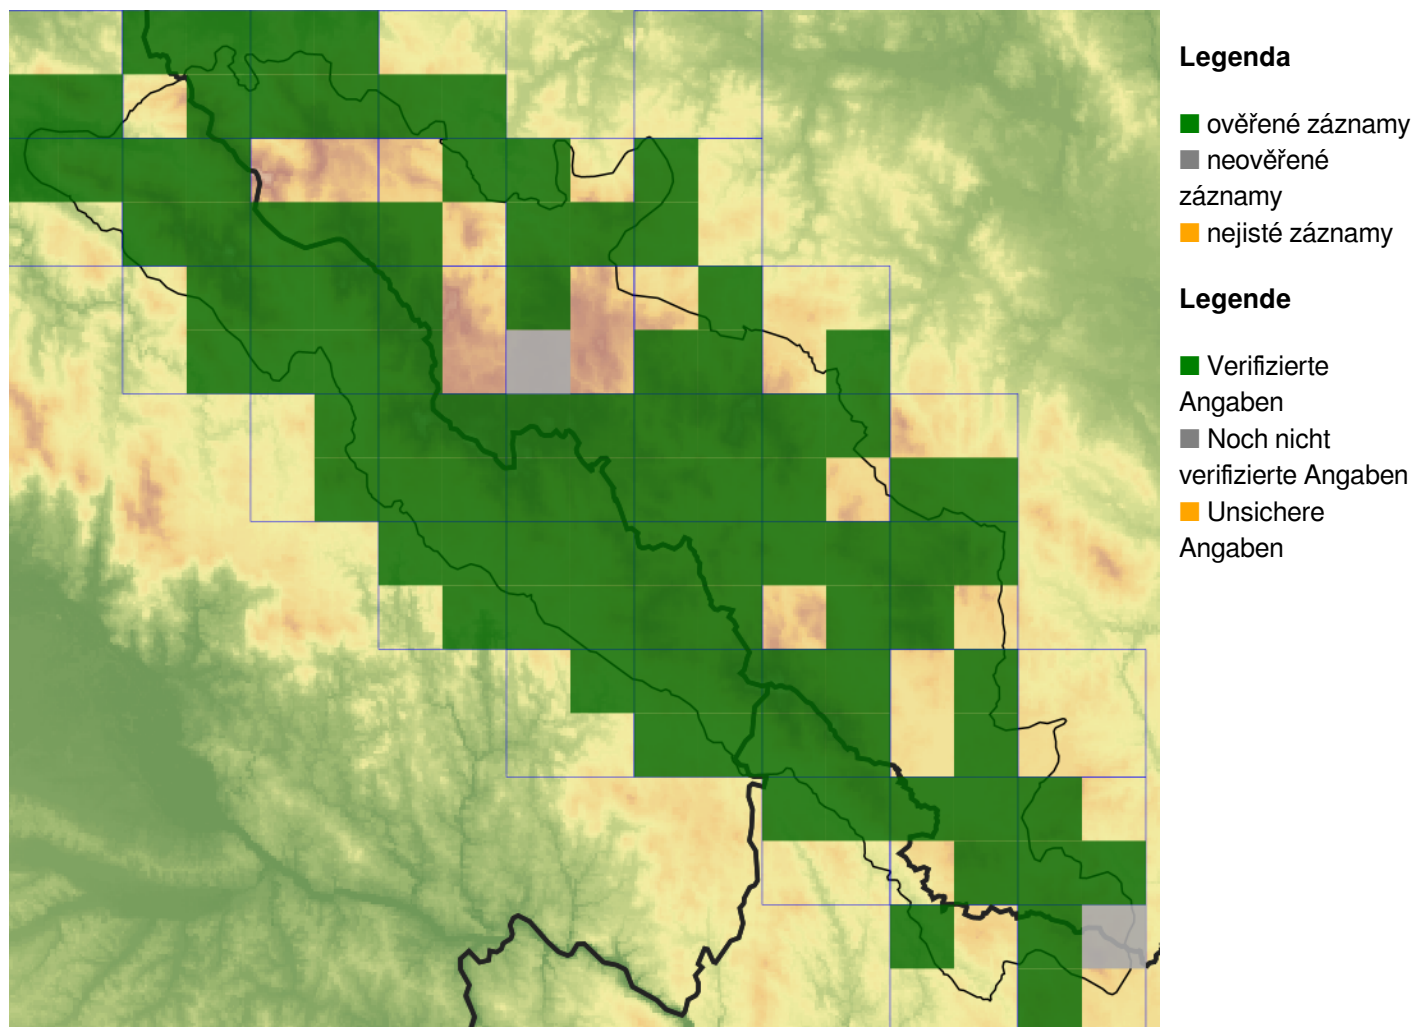 Legenda
ověřené záznamy
neověřené
záznamy
nejisté záznamy
Legende
Verifizierte
Angaben
Noch nicht
verifizierte Angaben
Unsichere
Angaben